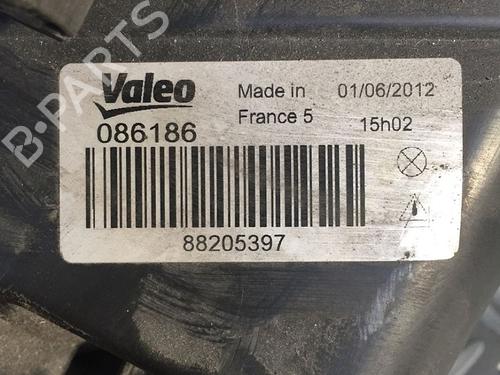 B-PARTS
Valeo
Made in 01/06/2012
086186 France 5 15h02
88205397